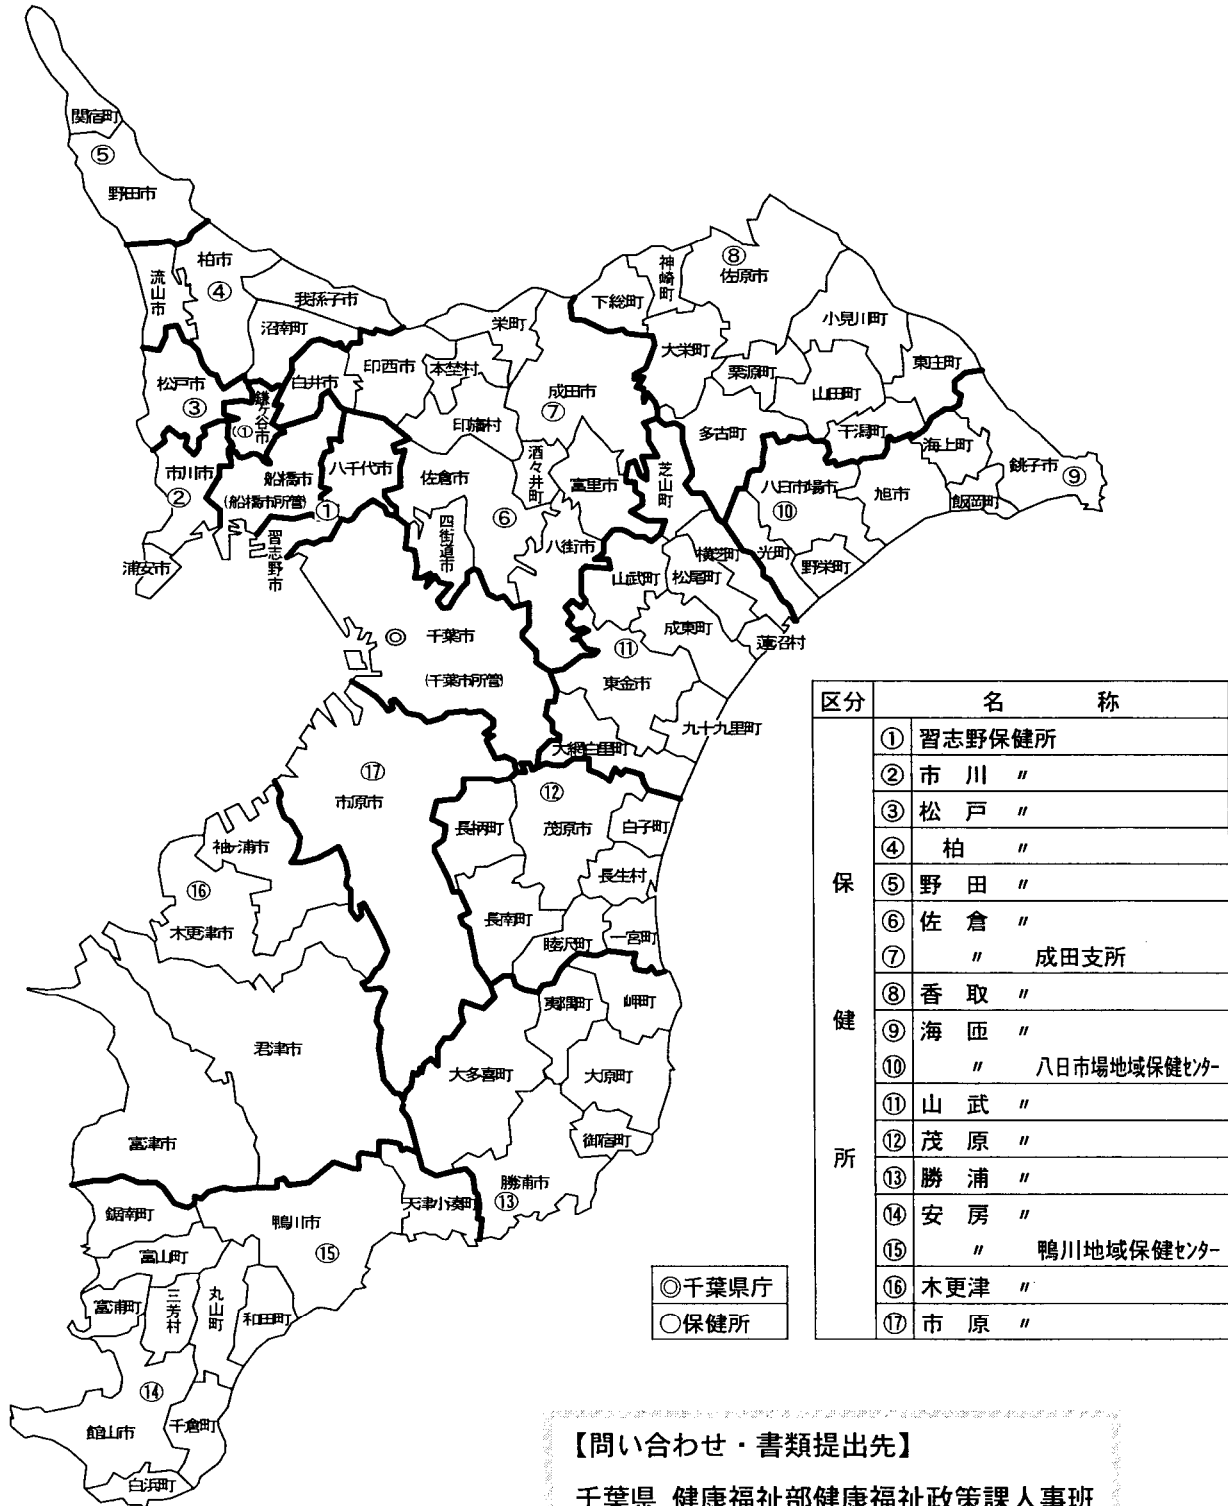 関宿町
⑤
野田市
柏市
④
流山市
我孫子市
沼南町
松戸市
③
鎌ケ谷市
(①)
白井市
印西市
本埜村
栄町
印旛村
成田市
⑦
下総町
神崎町
⑧
佐原市
小見川町
大栄町
栗源町
山田町
東庄町
多古町
干潟町
海上町
銚子市
⑨
飯岡町
旭市
八日市場市
⑩
光町
野栄町
市川市
②
浦安市
船橋市
(船橋市所管)
①
八千代市
習志野市
佐倉市
⑥
四街道市
酒々井町
富里市
八街市
芝山町
横芝町
松尾町
山武町
成東町
蓮沼村
⑪
東金市
九十九里町
大網白里町
◎
千葉市
(千葉市所管)
⑰
市原市
⑫
茂原市
長柄町
白子町
長生村
長南町
睦沢町
一宮町
袖ヶ浦市
⑯
木更津市
君津市
富津市
夷隅町
岬町
大多喜町
大原町
御宿町
勝浦市
⑬
天津小湊町
鴨川市
⑮
鋸南町
富山町
富浦町
三芳村
丸山町
和田町
⑭
館山市
千倉町
白浜町
◎千葉県庁
○保健所
区分 名 称
保健所
① 習志野保健所
② 市 川 〃
③ 松 戸 〃
④ 柏 〃
⑤ 野 田 〃
⑥ 佐 倉 〃
⑦ 〃 成田支所
⑧ 香 取 〃
⑨ 海 匝 〃
⑩ 〃 八日市場地域保健ｾﾝﾀｰ
⑪ 山 武 〃
⑫ 茂 原 〃
⑬ 勝 浦 〃
⑭ 安 房 〃
⑮ 〃 鴨川地域保健ｾﾝﾀｰ
⑯ 木更津 〃
⑰ 市 原 〃
【問い合わせ・書類提出先】
千葉県 健康福祉部健康福祉政策課人事班